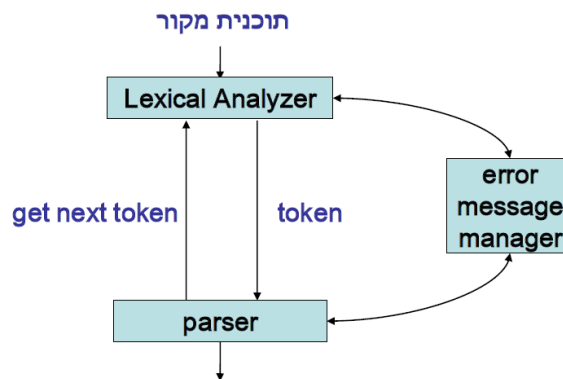 תוכנית מקור
Lexical Analyzer
error
message
manager
get next token
token
parser